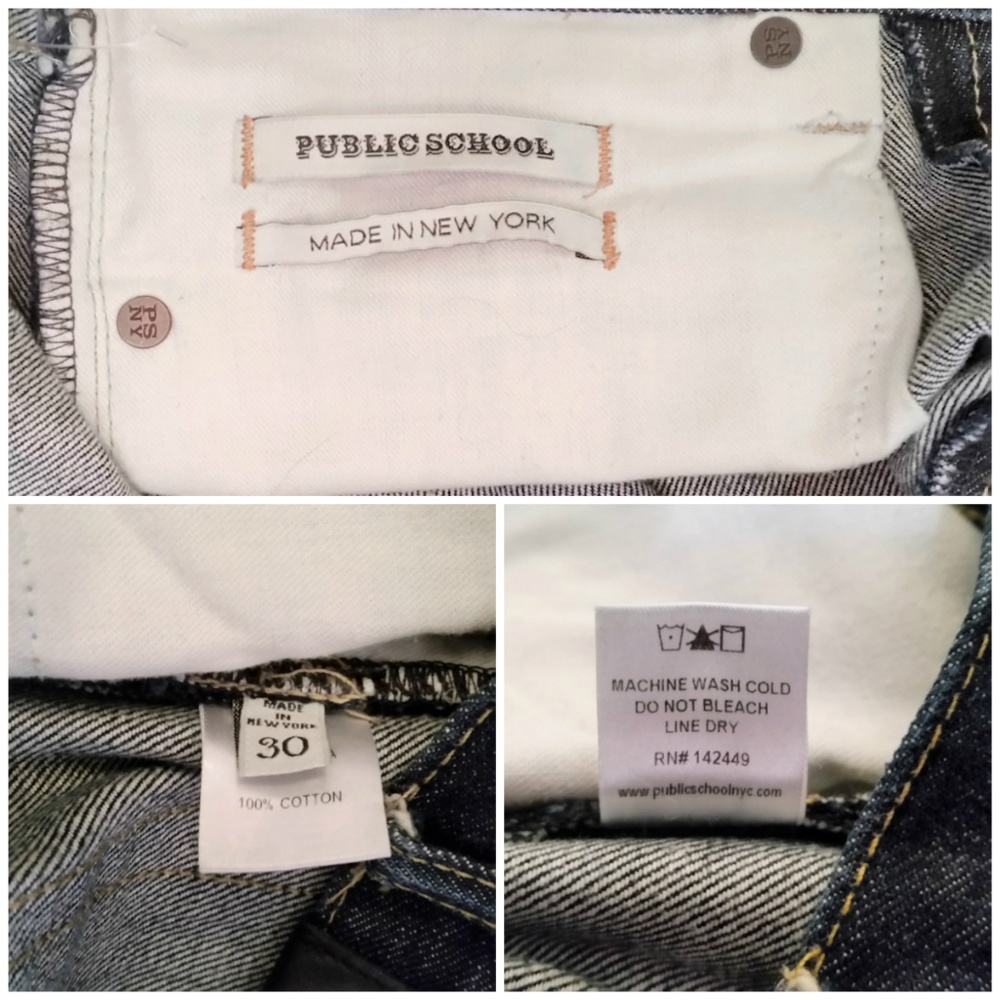 NY
PS
PUBLIC SCHOOL
MADE IN NEW YORK
PS
NY
MADE
IN
NEW YORK
30
100% COTTON
MACHINE WASH COLD
DO NOT BLEACH
LINE DRY
RN# 142449
www.publicschoolnyc.com